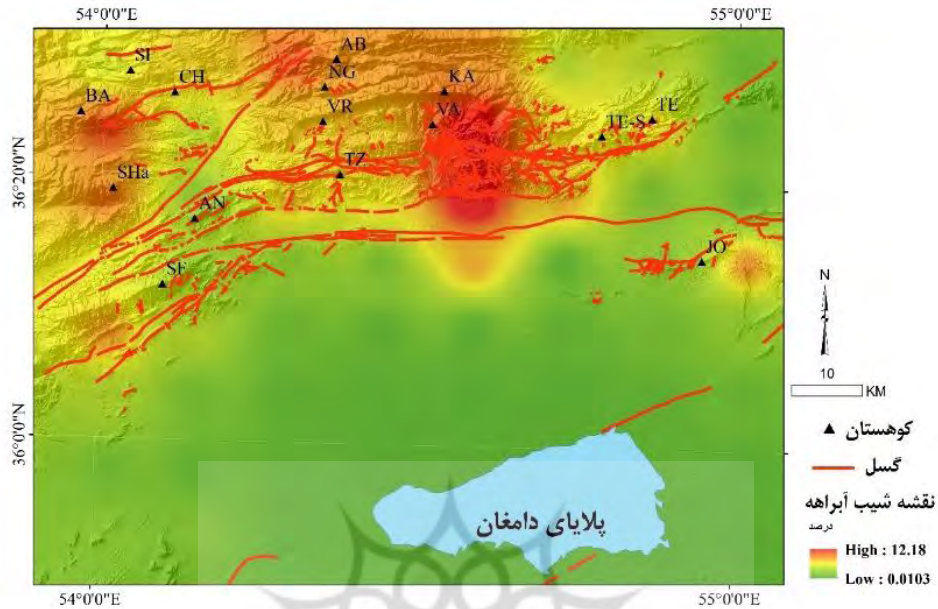 54°0'0"E
55°0'0"E
AB
SI
NG
CH
KA
BA
VR
VA
TE
TE-S
TZ
36°20'0"N
SHa
AN
JO
SF
N
10
KM
36°0'0"N
کوهستان
گسل
نقشه شیب آبراهه
درصد
پلایای دامغان
High : 12.18
Low : 0.0103
54°0'0"E
55°0'0"E